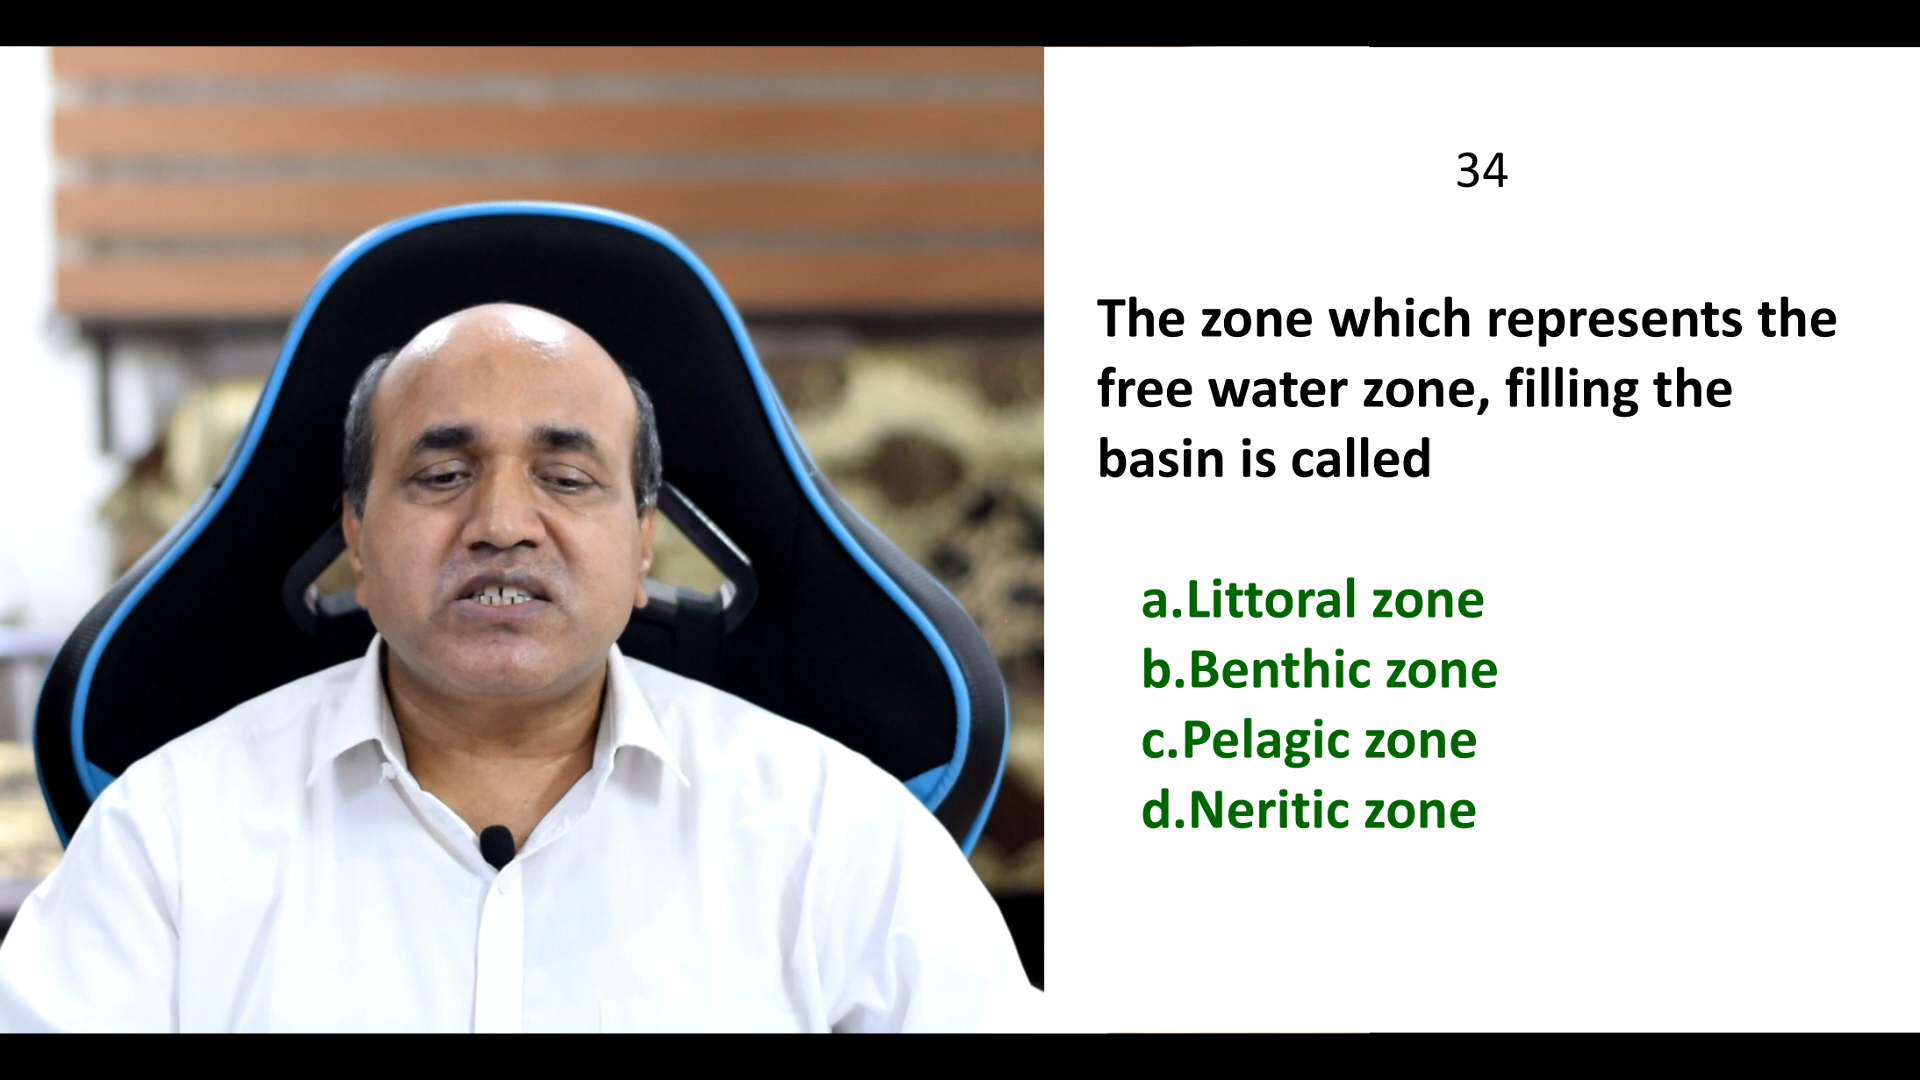 34
The zone which represents the
free water zone, filling the
basin is called
a.Littoral zone
b.Benthic zone
c.Pelagic zone
d.Neritic zone